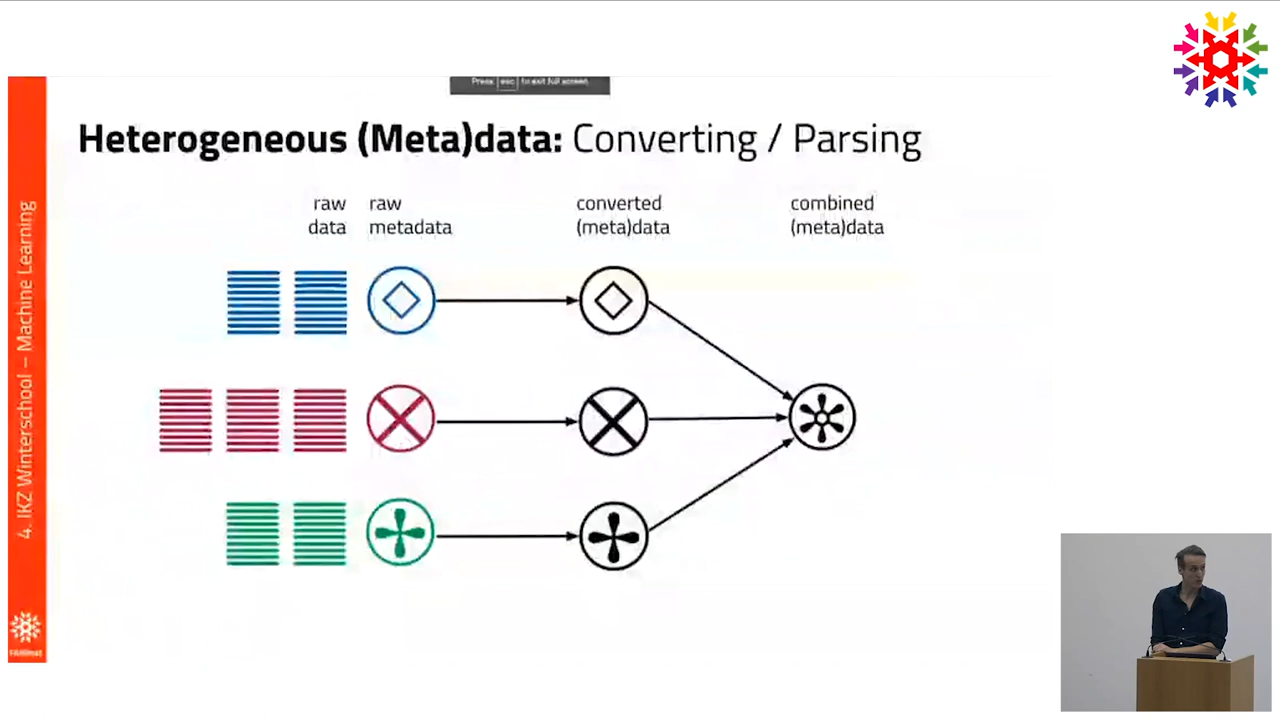 Press esc to exit full screen
Heterogeneous (Meta)data: Converting / Parsing
raw data
raw metadata
converted (meta)data
combined (meta)data
4. IKZ Winterschool – Machine Learning
FAIRmat